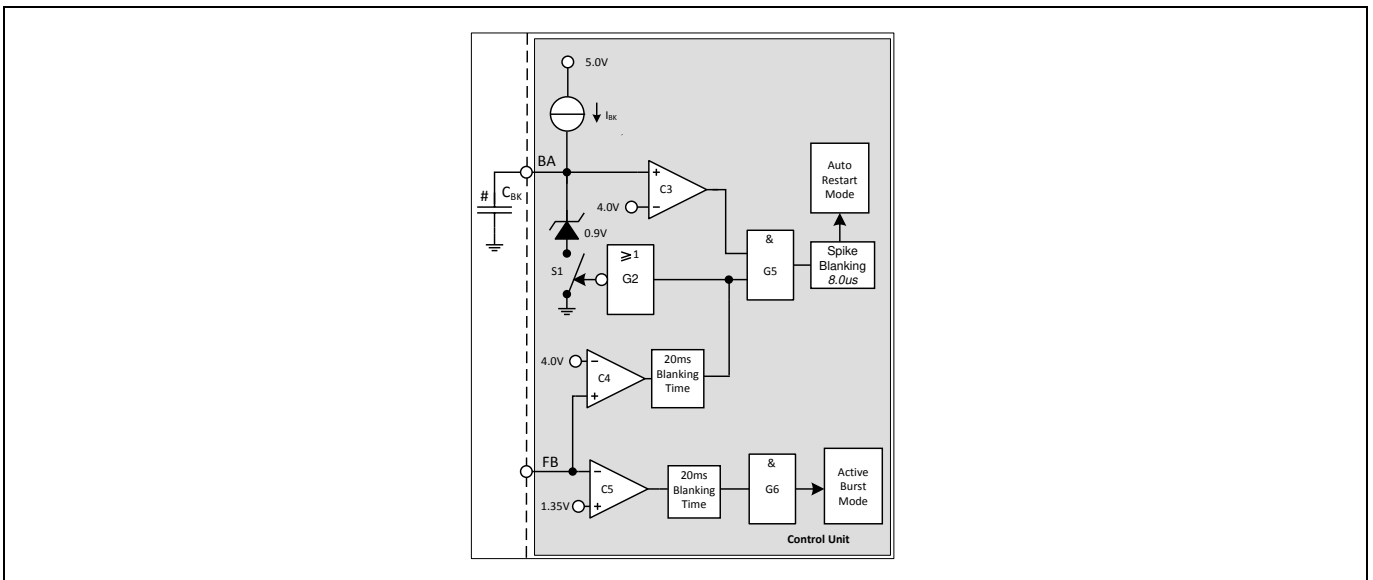 5.0V
I_BK
BA
# C_BK
+
C3
4.0V
−
0.9V
S1
≥1
G2
&
G5
Auto
Restart
Mode
Spike
Blanking
8.0us
4.0V
−
C4
+
20ms
Blanking
Time
FB
−
C5
1.35V
+
20ms
Blanking
Time
&
G6
Active
Burst
Mode
Control Unit